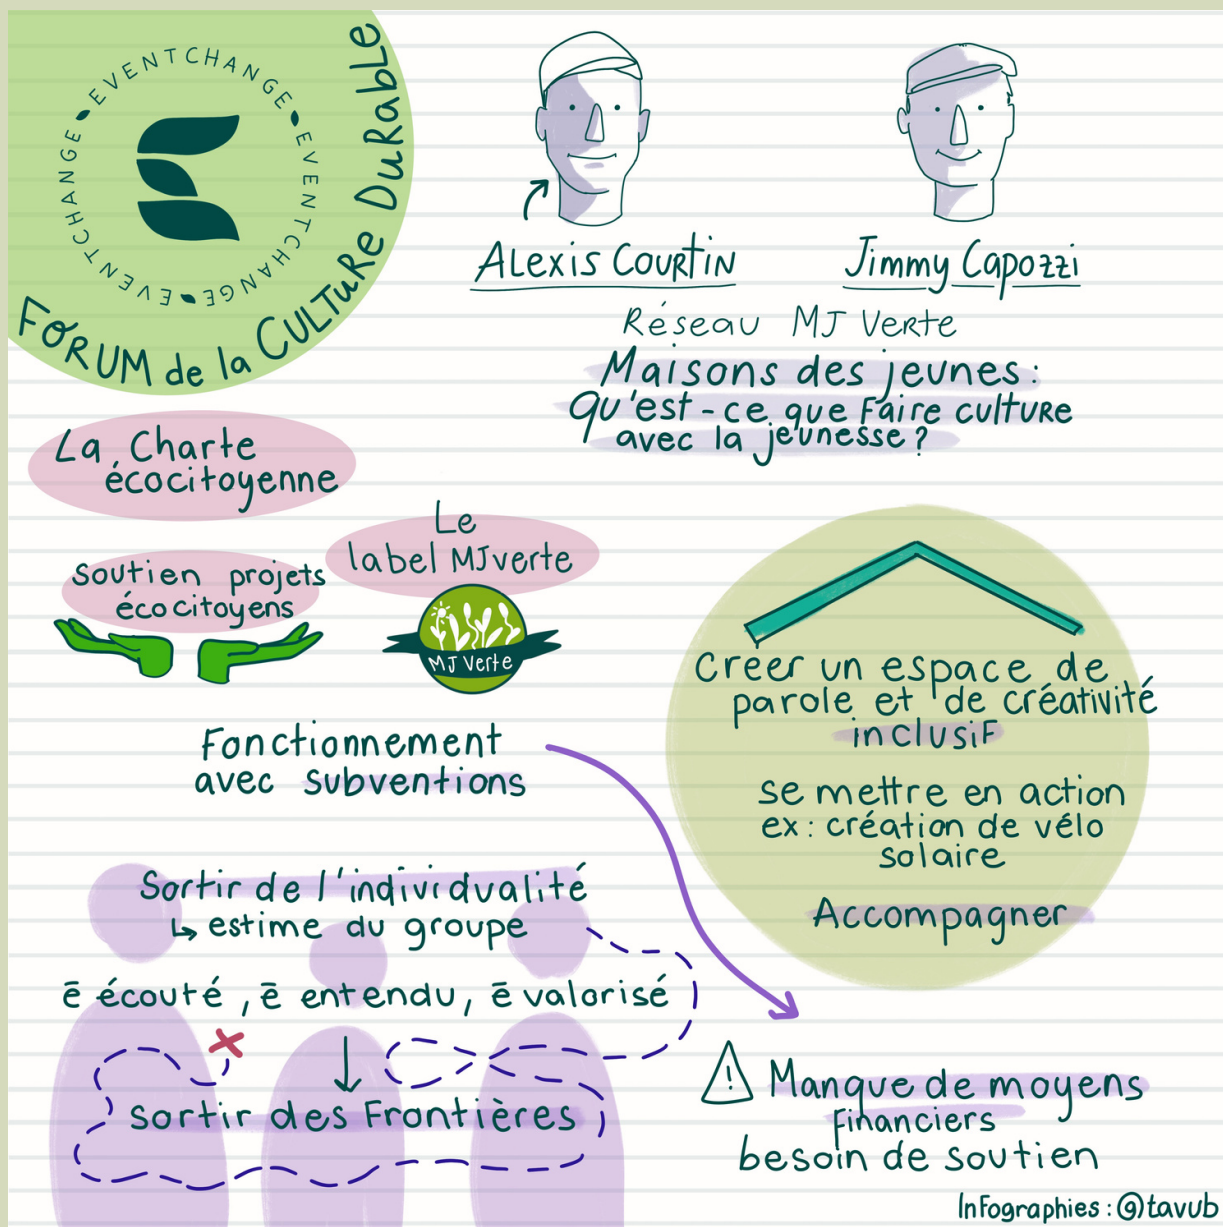 EVENTCHANGE EVENTCHANGE EVENTCHANGE EVENTCHANGE
FORUM de la CULTURE DURABLE
ALEXIS COURTIN
Jimmy Capozzi
Réseau MJ VERTE
Maisons des jeunes :
Qu'est-ce que Faire culture
avec la jeunesse ?
La Charte
écocitoyenne
Le
label MJverte
Soutien projets
écocitoyens
MJ Verte
Fonctionnement
avec subventions
Créer un espace de
parole et de créativité
inclusif
se mettre en action
ex : création de vélo
solaire
Accompagner
Sortir de l'individualité
↳ estime du groupe
ē écouté, ē entendu, ē valorisé
sortir des Frontières
! Manque de moyens
financiers
besoin de soutien
Infographies : @tavub